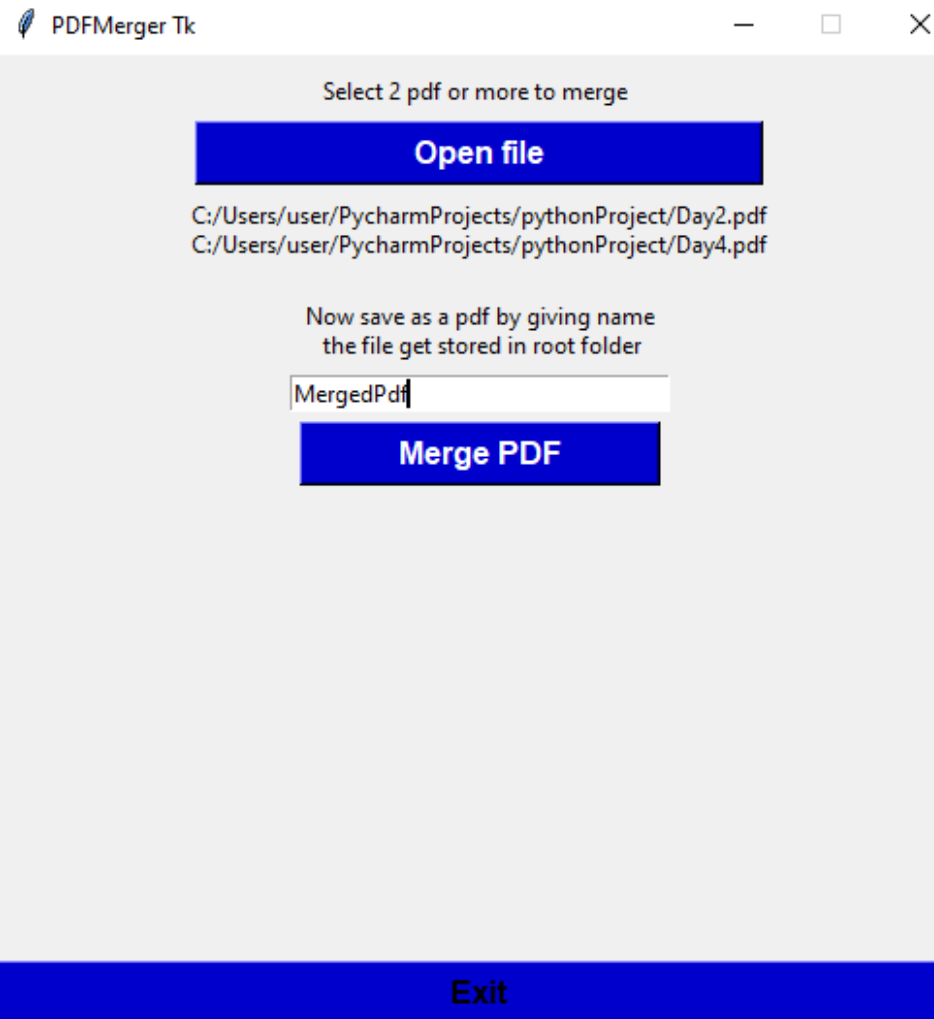 PDFMerger Tk
Select 2 pdf or more to merge
Open file
C:/Users/user/PycharmProjects/pythonProject/Day2.pdf
C:/Users/user/PycharmProjects/pythonProject/Day4.pdf
Now save as a pdf by giving name
the file get stored in root folder
MergedPdf
Merge PDF
Exit